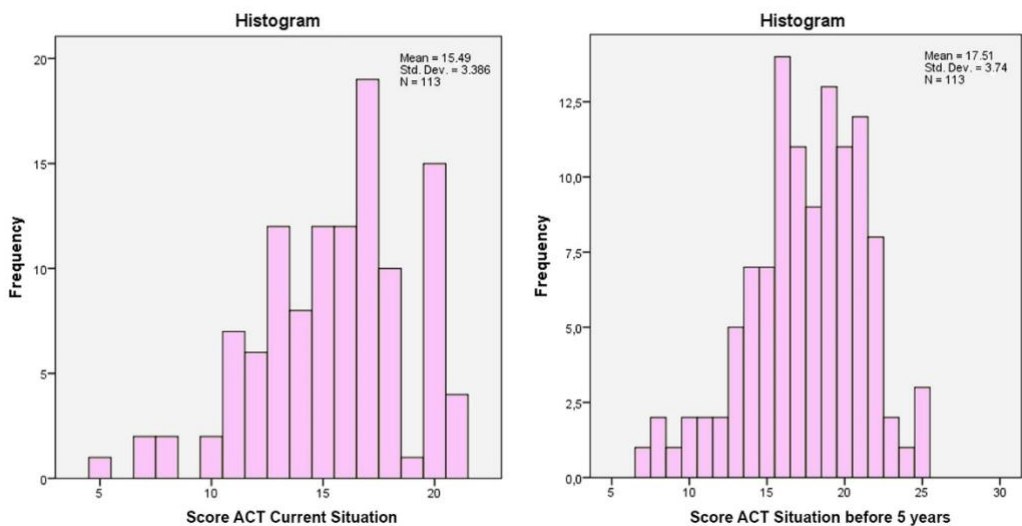 Histogram
Mean = 15.49
Std. Dev. = 3.386
N = 113
20
15
10
5
0
Frequency
5
10
15
20
Score ACT Current Situation
Histogram
Mean = 17.51
Std. Dev. = 3.74
N = 113
12,5
10,0
7,5
5,0
2,5
0,0
Frequency
5
10
15
20
25
30
Score ACT Situation before 5 years